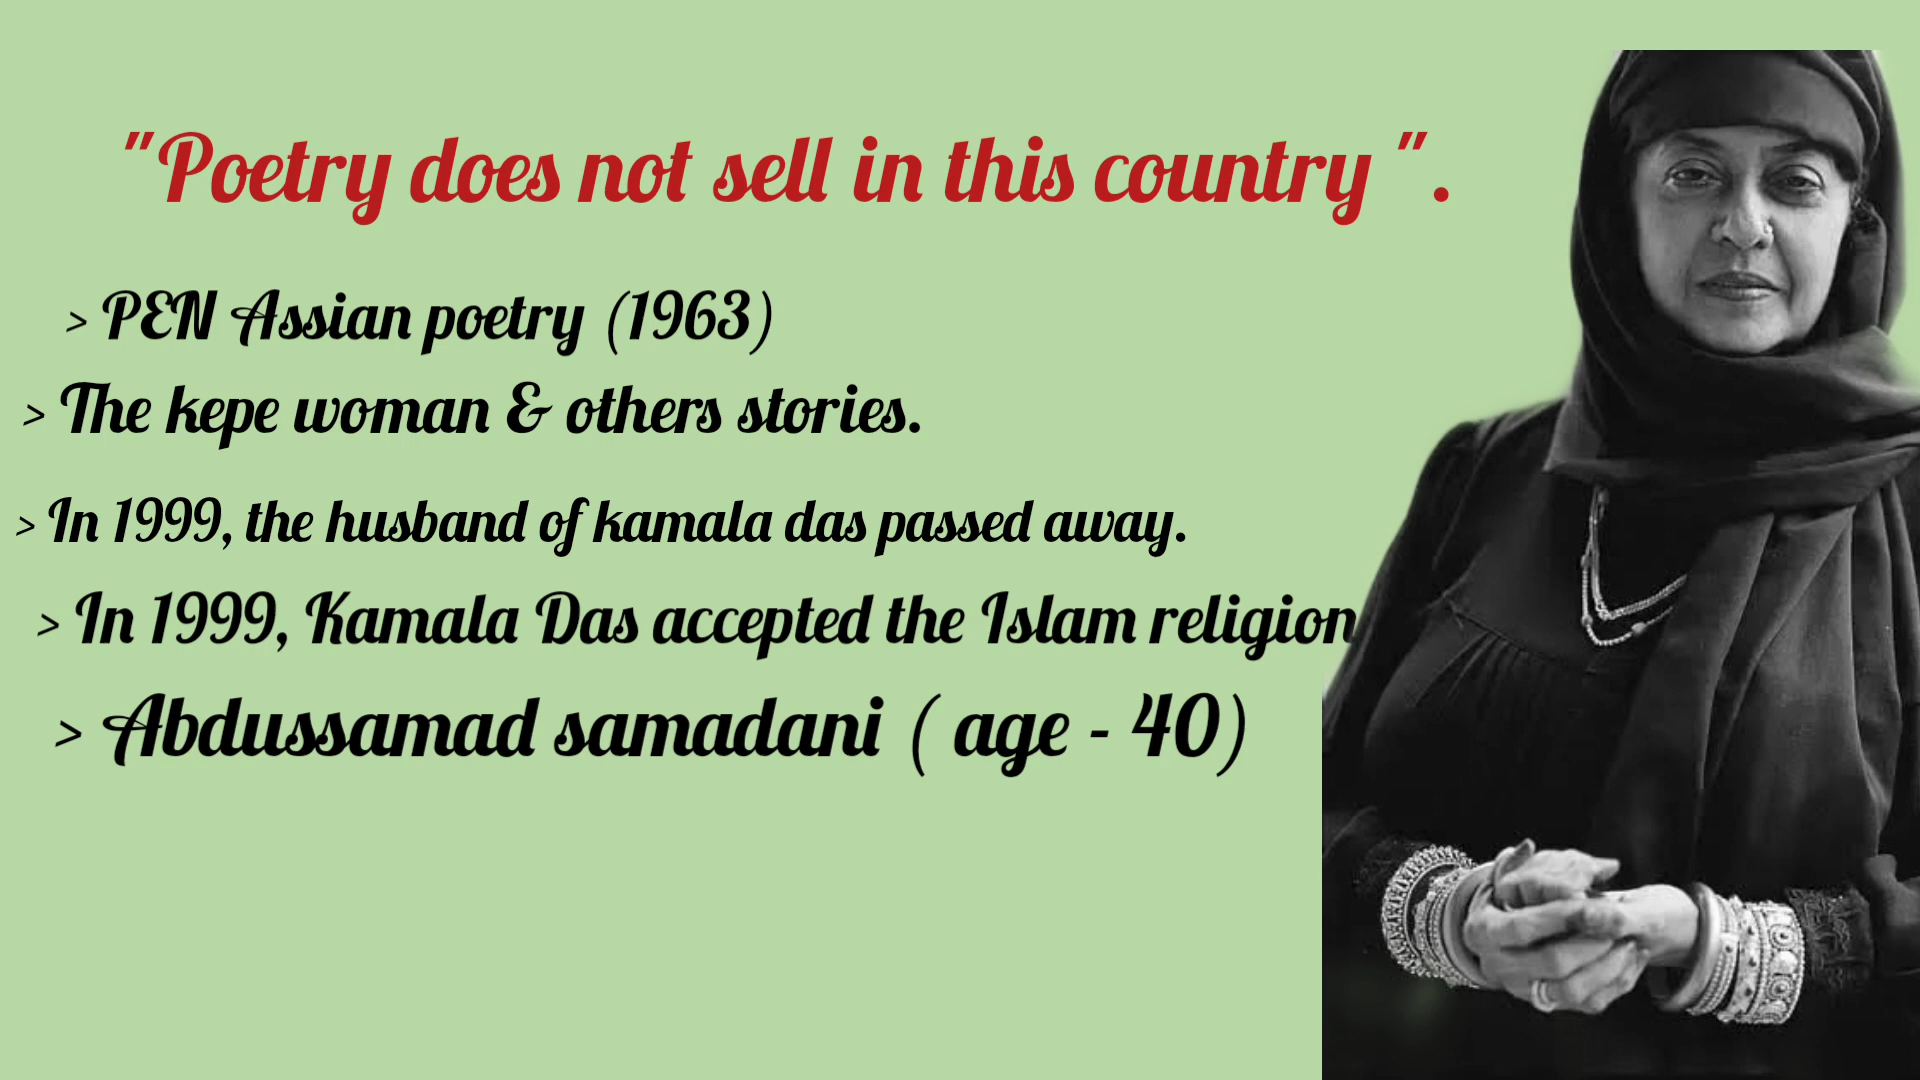 "Poetry does not sell in this country ".
> PEN Assian poetry (1963)
> The kepe woman & others stories.
> In 1999, the husband of kamala das passed away.
> In 1999, Kamala Das accepted the Islam religion
> Abdussamad samadani ( age - 40)